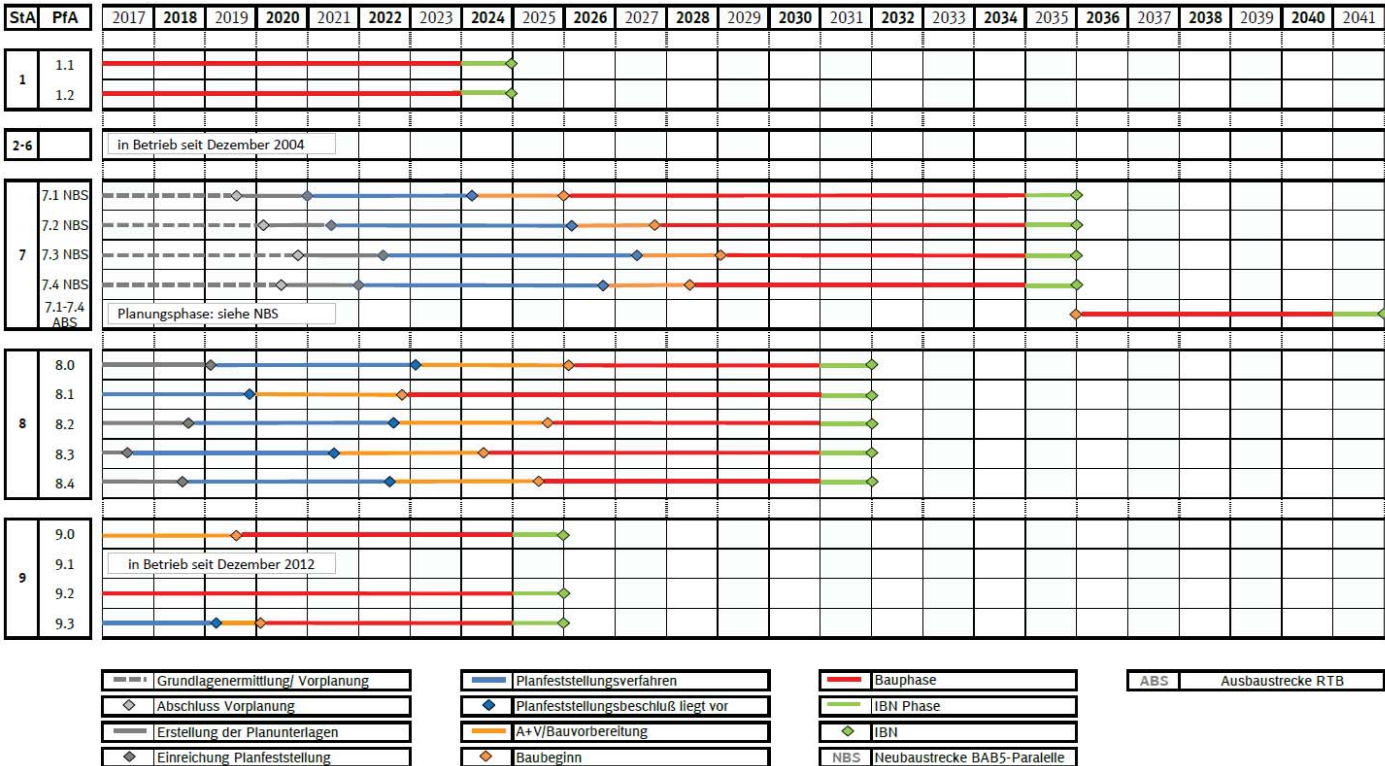 StA PfA 2017 2018 2019 2020 2021 2022 2023 2024 2025 2026 2027 2028 2029 2030 2031 2032 2033 2034 2035 2036 2037 2038 2039 2040 2041
1
1.1
1.2
2-6 in Betrieb seit Dezember 2004
7
7.1 NBS
7.2 NBS
7.3 NBS
7.4 NBS
7.1-7.4
ABS
Planungsphase: siehe NBS
8
8.0
8.1
8.2
8.3
8.4
9
9.0
9.1 in Betrieb seit Dezember 2012
9.2
9.3
Grundlagenermittlung/ Vorplanung
Planfeststellungsverfahren
Bauphase
ABS Ausbaustrecke RTB
Abschluss Vorplanung
Planfeststellungsbeschluß liegt vor
IBN Phase
Erstellung der Planunterlagen
A+V/Bauvorbereitung
IBN
Einreichung Planfeststellung
Baubeginn
NBS Neubaustrecke BAB5-Paralelle